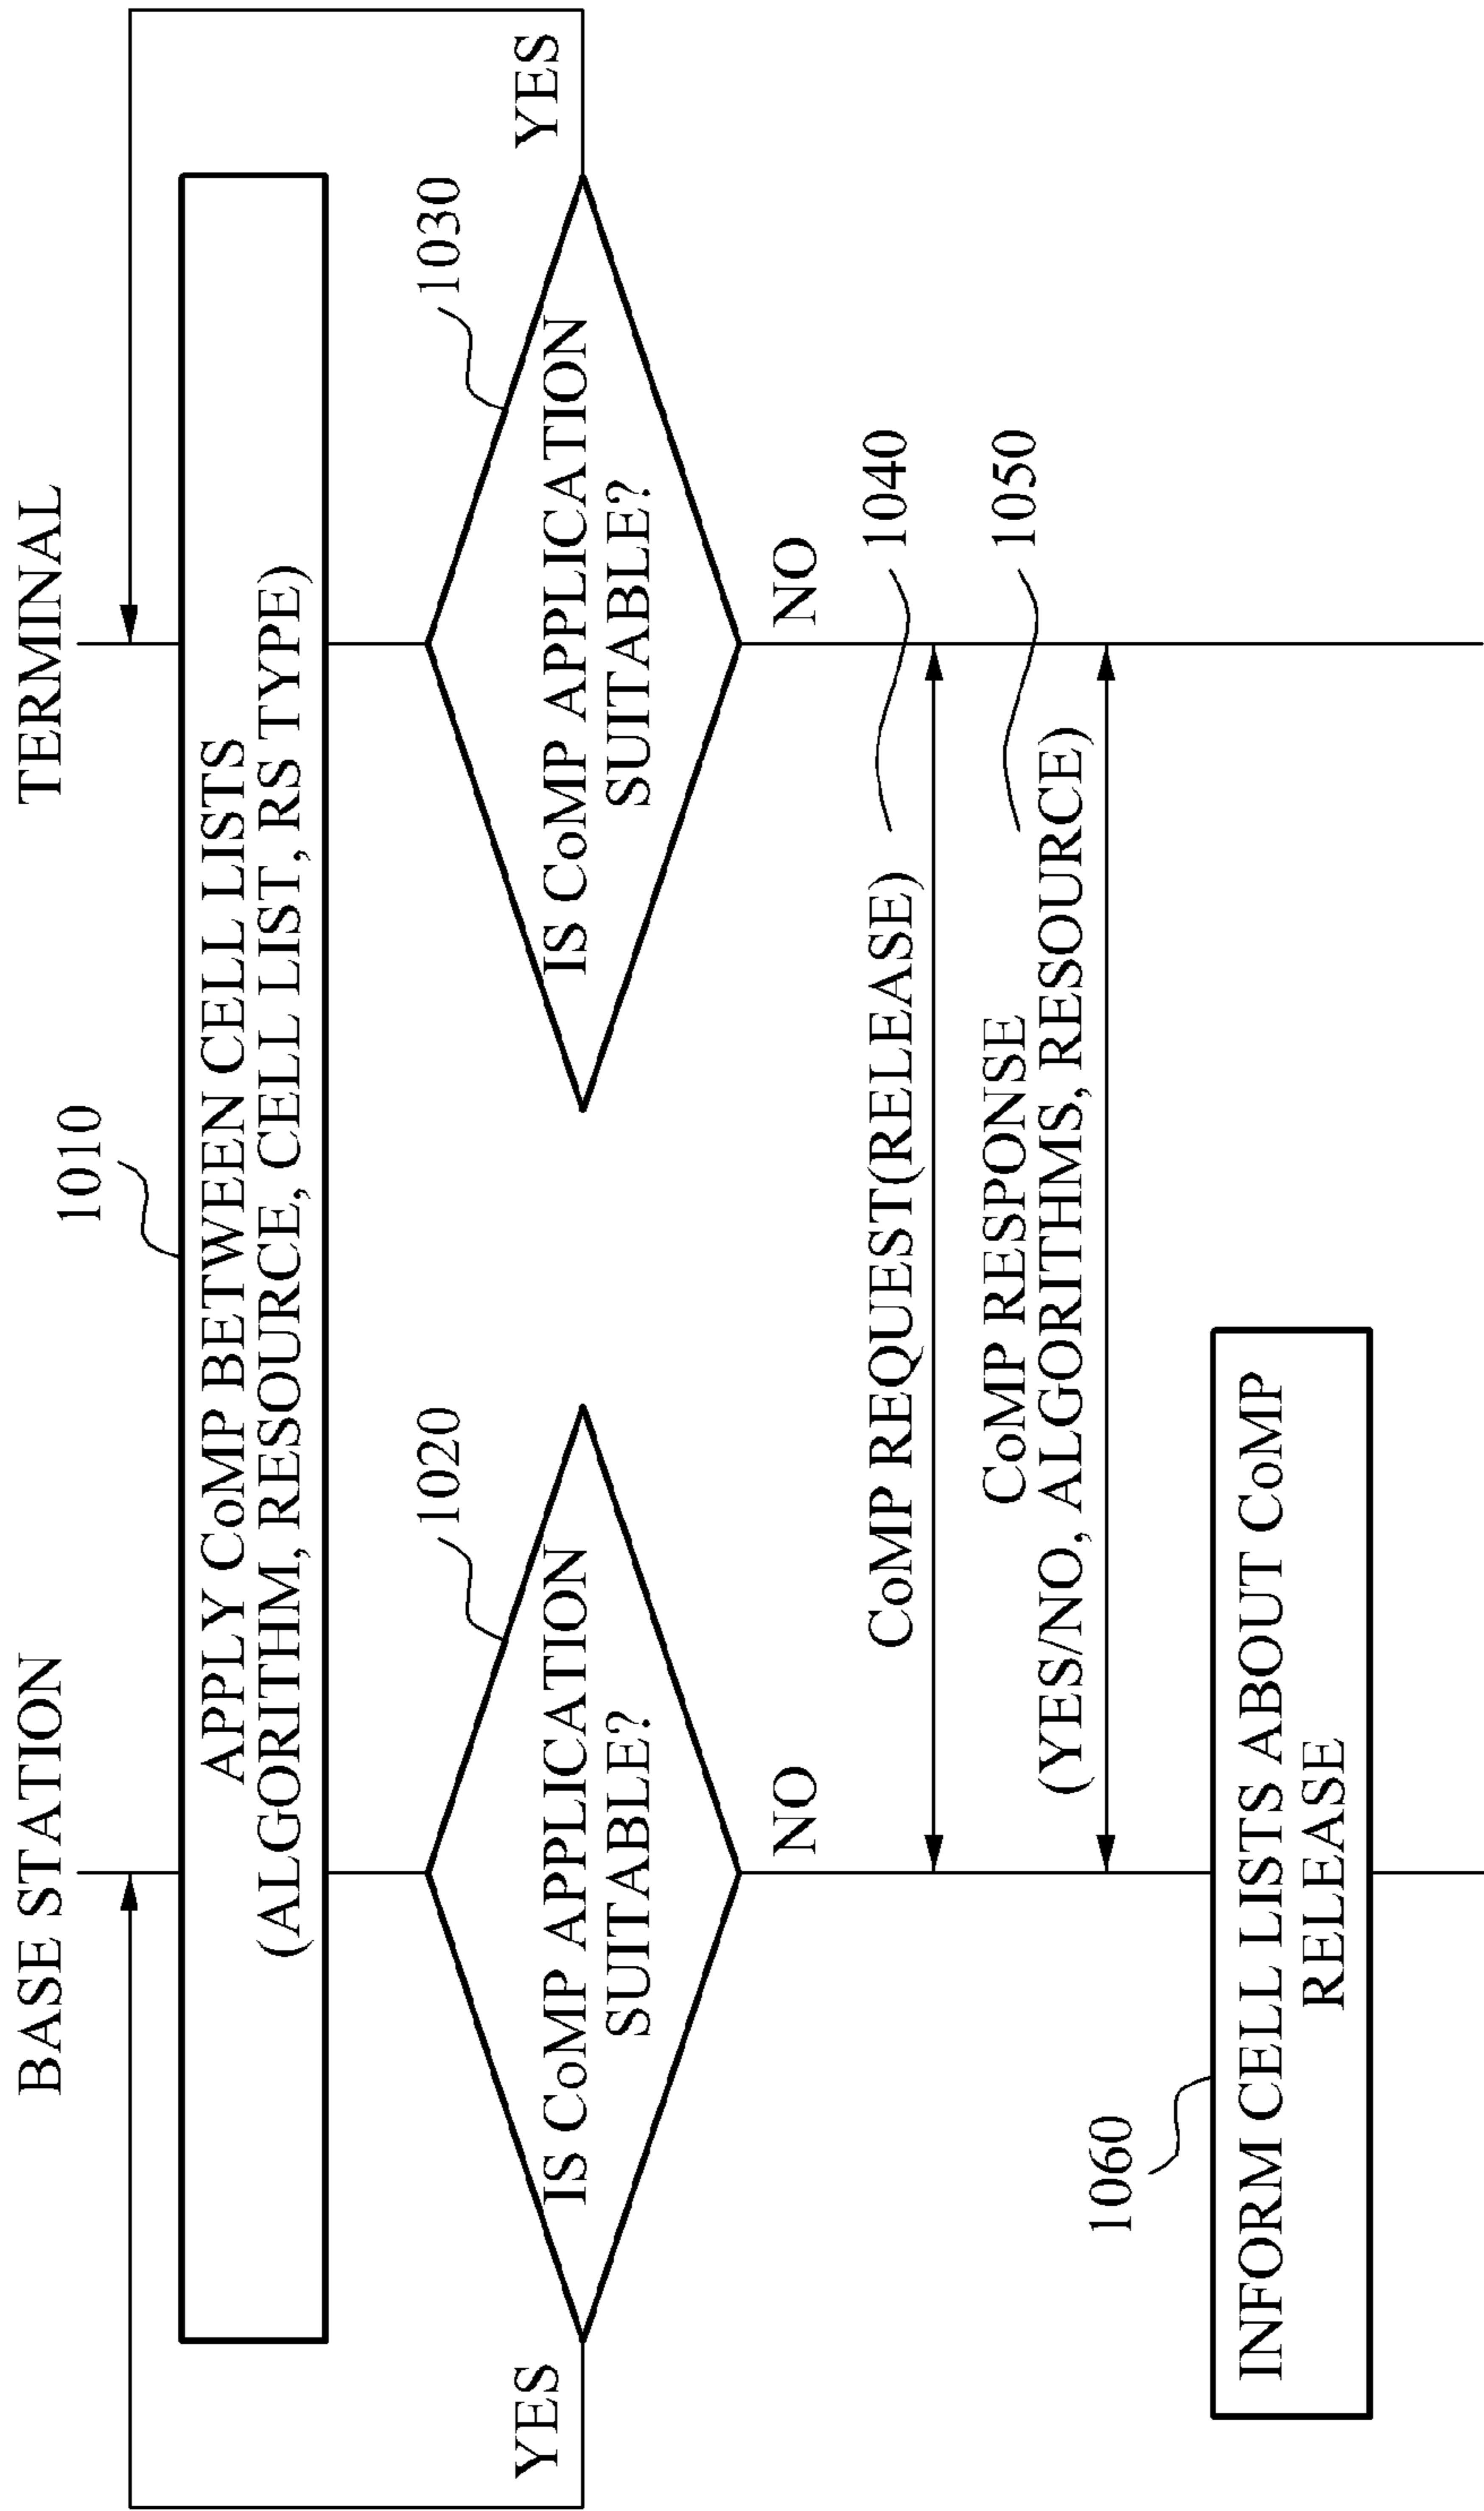 BASE STATION
TERMINAL
1010
APPLY CoMP BETWEEN CELL LISTS
(ALGORITHM, RESOURCE, CELL LIST, RS TYPE)
1020
1030
IS CoMP APPLICATION
SUITABLE?
IS CoMP APPLICATION
SUITABLE?
YES
YES
NO
NO
CoMP REQUEST(RELEASE)
1040
CoMP RESPONSE
(YES/NO, ALGORITHMS, RESOURCE)
1050
1060
INFORM CELL LISTS ABOUT CoMP
RELEASE